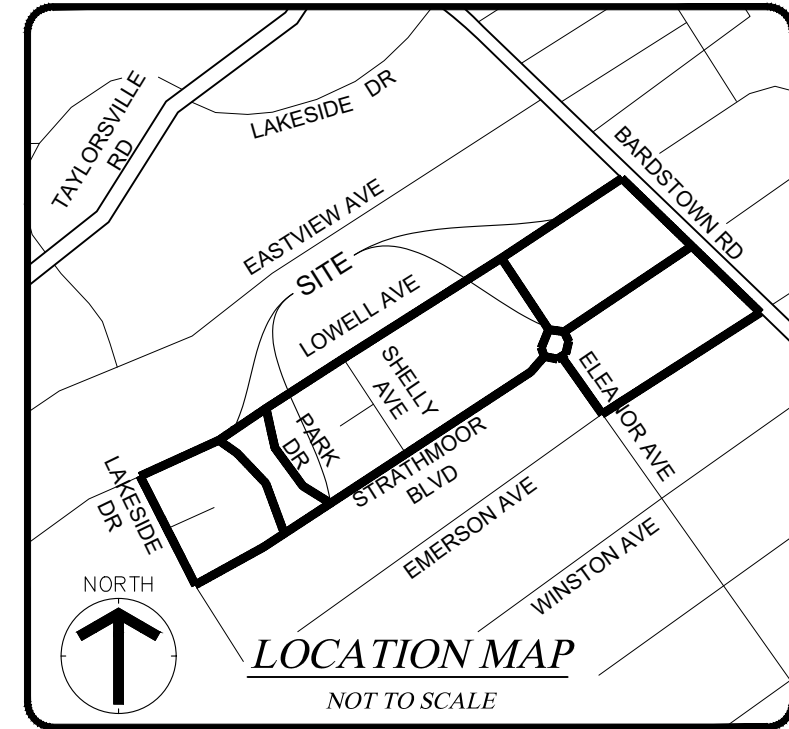 TAYLORSVILLE
RD
LAKESIDE DR
BARDSTOWN RD
EASTVIEW AVE
SITE
LOWELL AVE
SHELLY
AVE
ELEANOR AVE
PARK
DR
STRATHMOOR
BLVD
LAKESIDE
DR
EMERSON AVE
WINSTON AVE
NORTH
LOCATION MAP
NOT TO SCALE